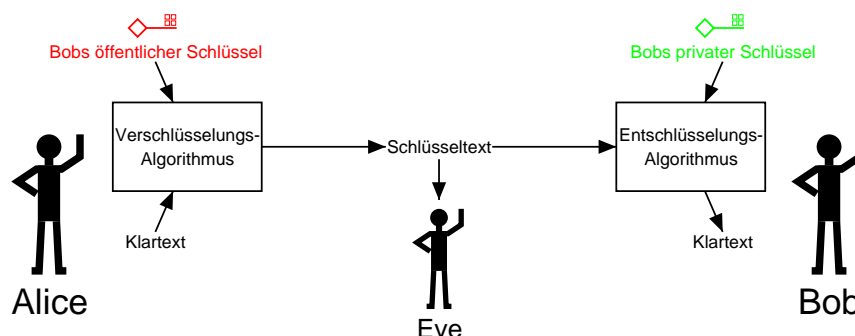 Bobs öffentlicher Schlüssel
Bobs privater Schlüssel
Verschlüsselungs-
Algorithmus
Schlüsseltext
Entschlüsselungs-
Algorithmus
Klartext
Klartext
Alice
Eve
Bob